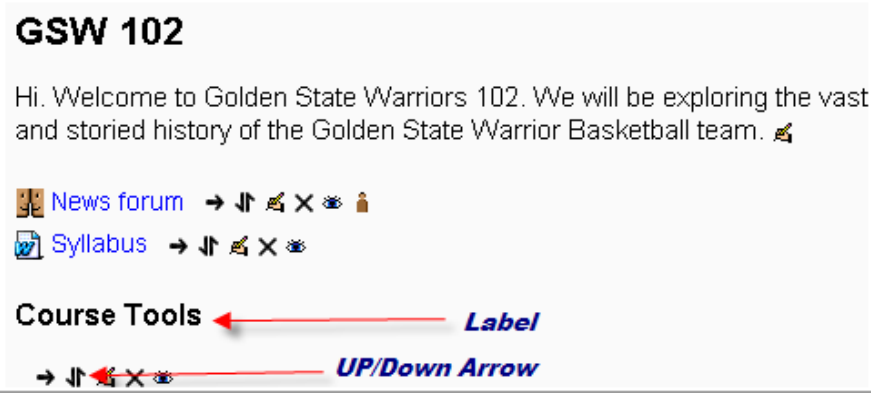 GSW 102
Hi. Welcome to Golden State Warriors 102. We will be exploring the vast
and storied history of the Golden State Warrior Basketball team.
News forum
Syllabus
Course Tools
Label
UP/Down Arrow